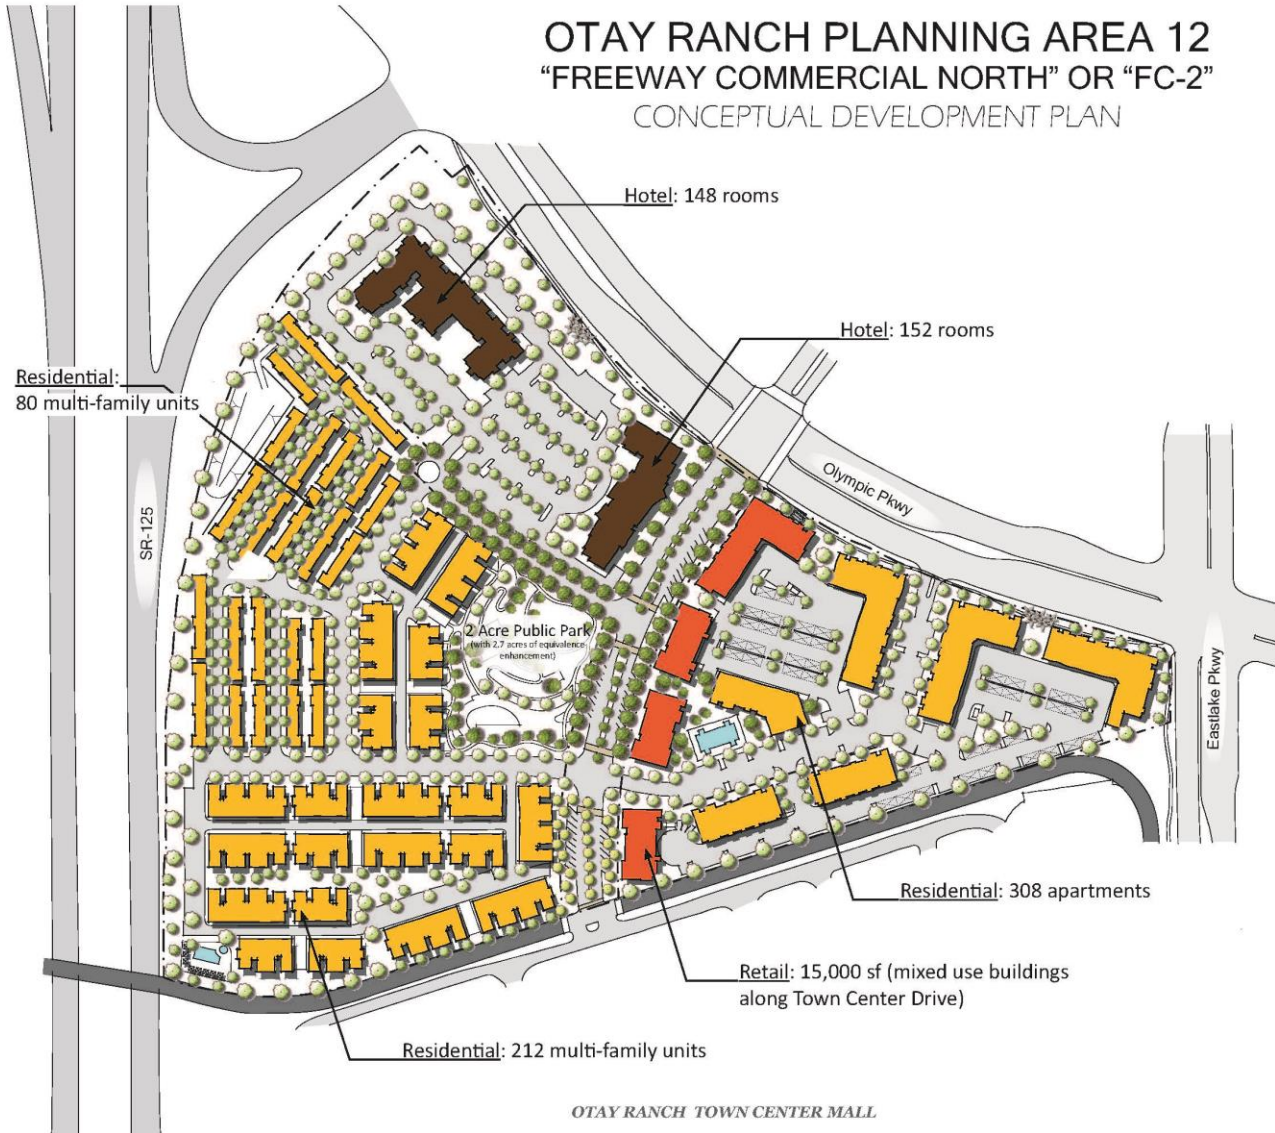 OTAY RANCH PLANNING AREA 12
“FREEWAY COMMERCIAL NORTH” OR “FC-2”
CONCEPTUAL DEVELOPMENT PLAN
Hotel: 148 rooms
Hotel: 152 rooms
Residential:
80 multi-family units
Olympic Pkwy
SR-125
2 Acre Public Park
(with 2.7 acres of equivalence
enhancement)
Eastlake Pkwy
Residential: 308 apartments
Retail: 15,000 sf (mixed use buildings
along Town Center Drive)
Residential: 212 multi-family units
OTAY RANCH TOWN CENTER MALL